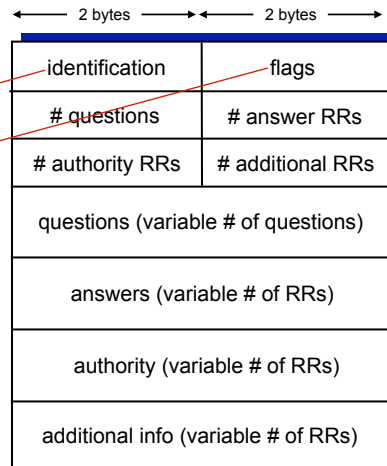 2 bytes 2 bytes
identification flags
# questions # answer RRs
# authority RRs # additional RRs
questions (variable # of questions)
answers (variable # of RRs)
authority (variable # of RRs)
additional info (variable # of RRs)